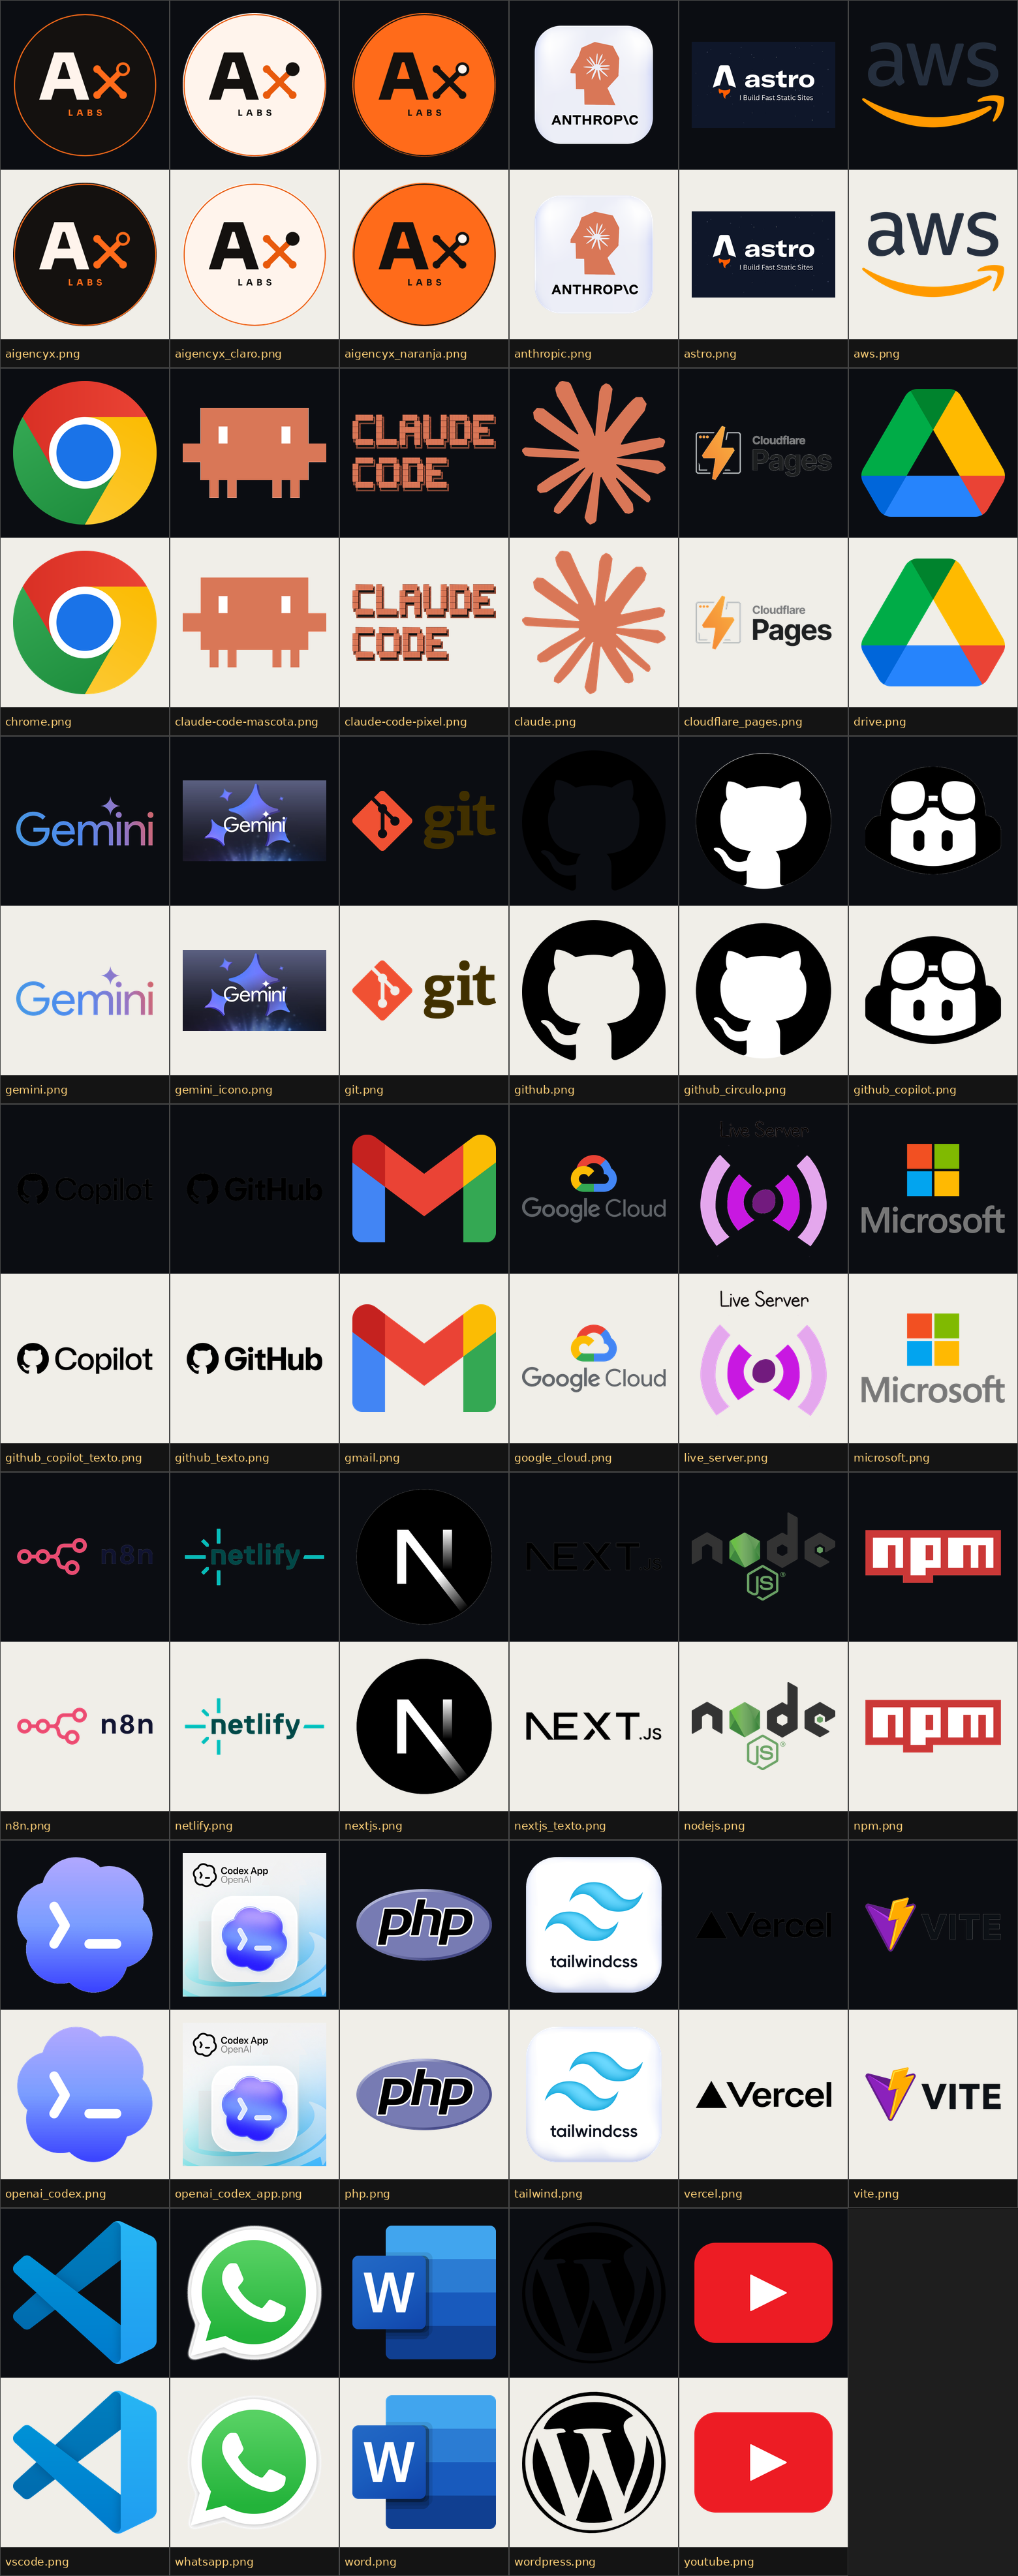 Ax Ax Ax ANTHROP\C astro aws
LABS LABS LABS I Build Fast Static Sites
Ax Ax Ax ANTHROP\C astro aws
LABS LABS LABS I Build Fast Static Sites
aigencyx.png aigencyx_claro.png aigencyx_naranja.png anthropic.png astro.png aws.png
CLAUDE CODE Cloudflare Pages
CLAUDE CODE Cloudflare Pages
chrome.png claude-code-mascota.png claude-code-pixel.png claude.png cloudflare_pages.png drive.png
Gemini Gemini git
Gemini Gemini git
gemini.png gemini_icono.png git.png github.png github_circulo.png github_copilot.png
Copilot GitHub Google Cloud Live Server Microsoft
Copilot GitHub Google Cloud Live Server Microsoft
github_copilot_texto.png github_texto.png gmail.png google_cloud.png live_server.png microsoft.png
n8n netlify N NEXT.JS node JS ® npm
n8n netlify N NEXT.JS node JS ® npm
n8n.png netlify.png nextjs.png nextjs_texto.png nodejs.png npm.png
Codex App OpenAI php tailwindcss Vercel VITE
Codex App OpenAI php tailwindcss Vercel VITE
openai_codex.png openai_codex_app.png php.png tailwind.png vercel.png vite.png
W W
W W
vscode.png whatsapp.png word.png wordpress.png youtube.png